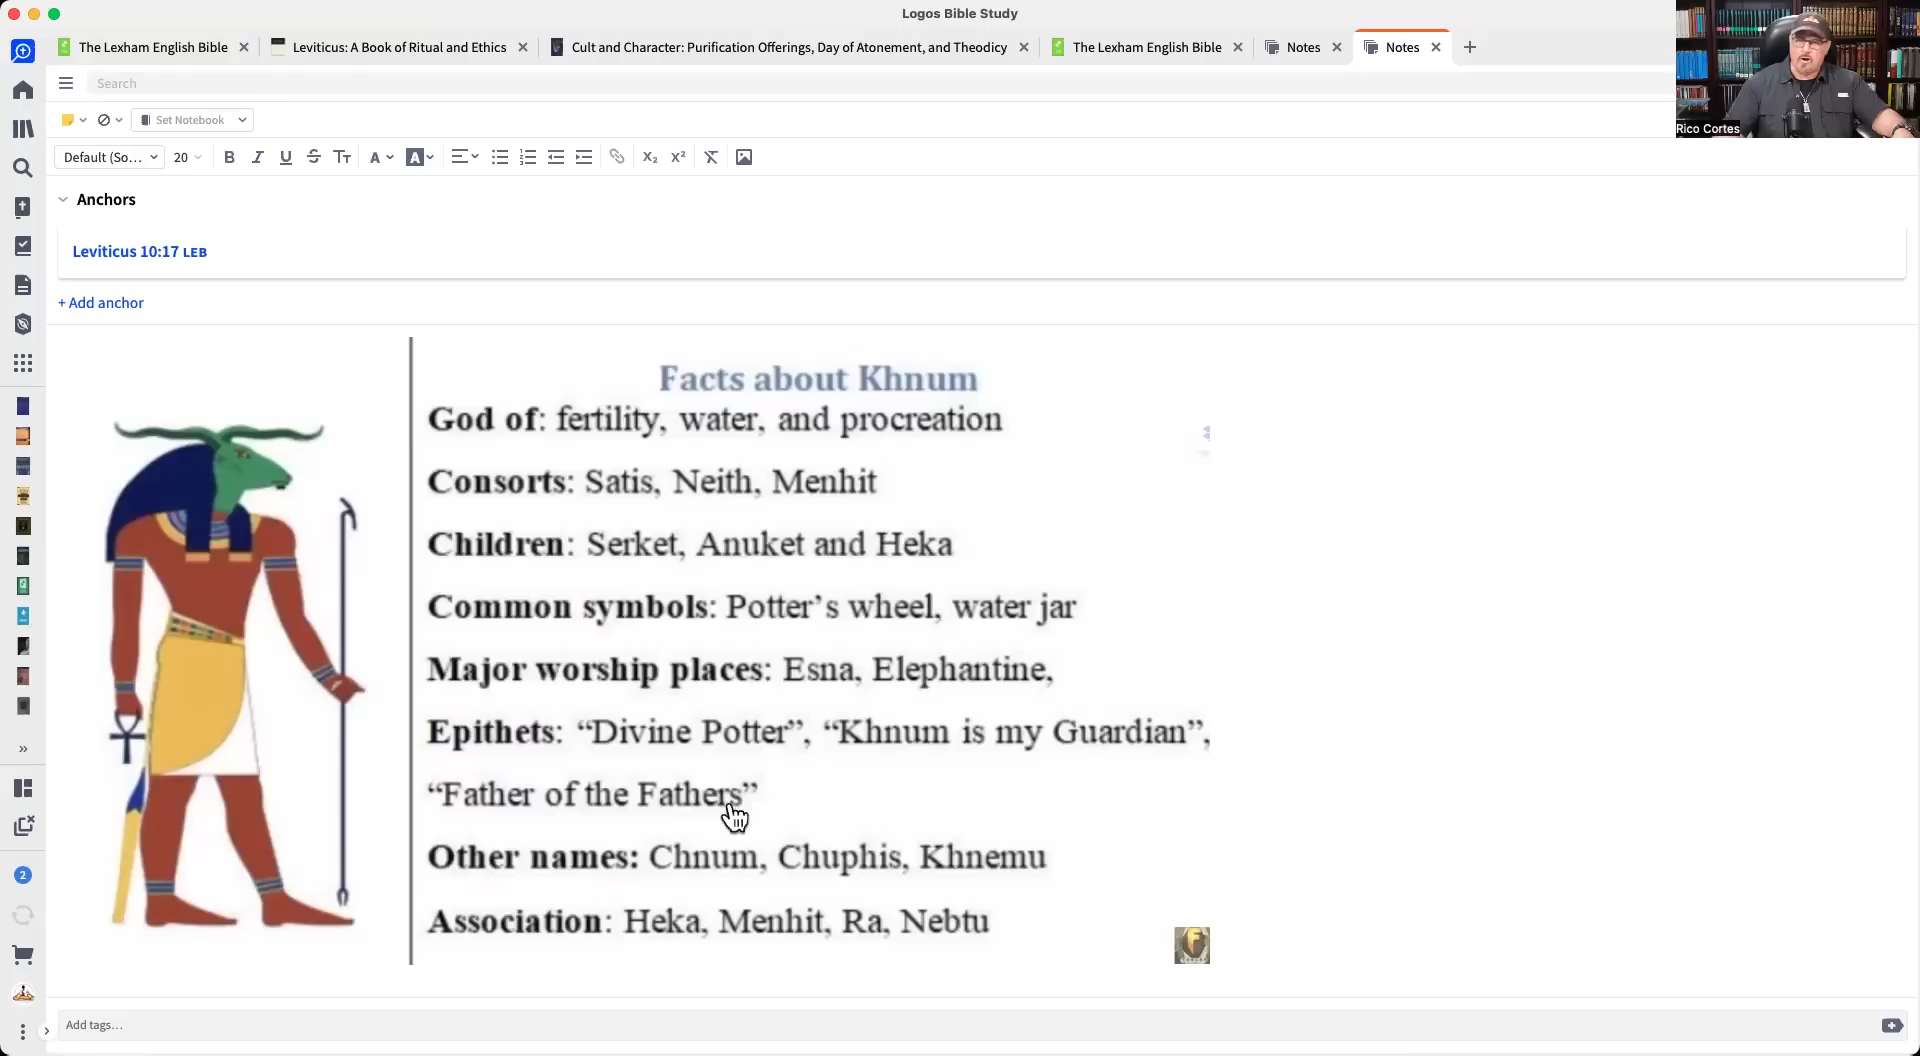 Logos Bible Study
The Lexham English Bible
Leviticus: A Book of Ritual and Ethics
Cult and Character: Purification Offerings, Day of Atonement, and Theodicy
The Lexham English Bible
Notes
Notes
Search
Rico Cortes
Set Notebook
Default (So...
20
B I U S TT A A X₂ X²
Anchors
Leviticus 10:17 LEB
+ Add anchor
Facts about Khnum
God of: fertility, water, and procreation
Consorts: Satis, Neith, Menhit
Children: Serket, Anuket and Heka
Common symbols: Potter’s wheel, water jar
Major worship places: Esna, Elephantine,
Epithets: “Divine Potter”, “Khnum is my Guardian”,
“Father of the Fathers”
Other names: Chnum, Chuphis, Khnemu
Association: Heka, Menhit, Ra, Nebtu
2
Add tags...